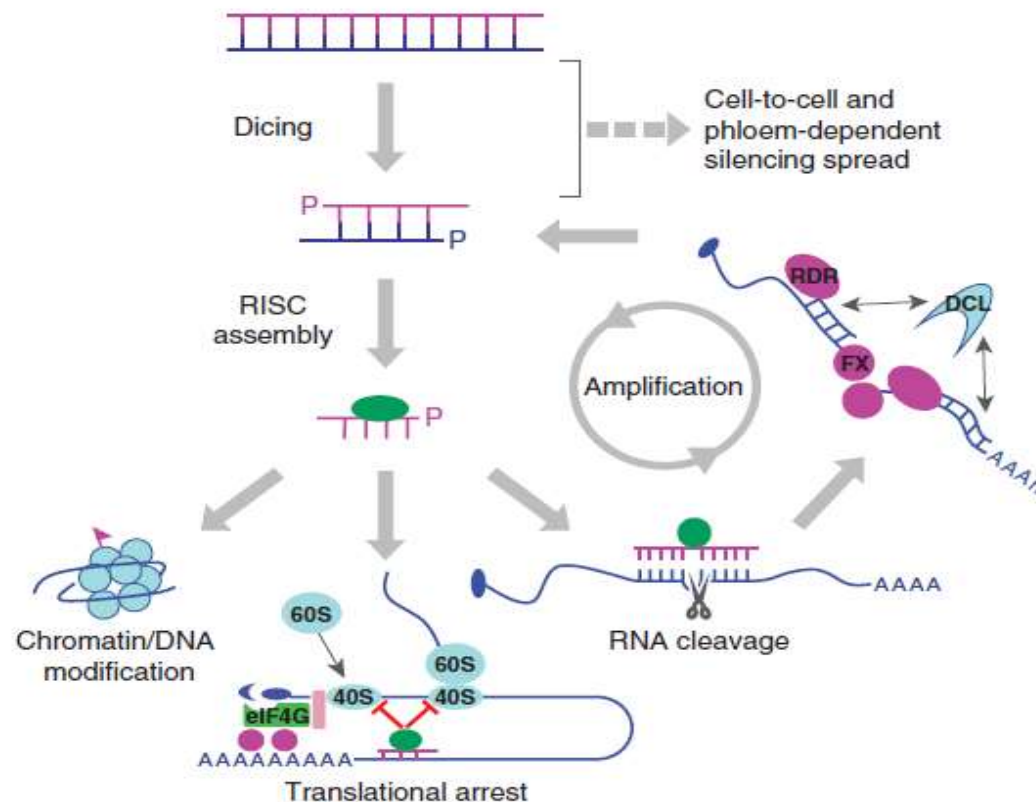 Dicing
Cell-to-cell and
phloem-dependent
silencing spread
P
P
RISC
assembly
RDR
DCL
FX
Amplification
P
AAAA
60S
AAAA
Chromatin/DNA
modification
RNA cleavage
60S
40S
40S
eIF4G
AAAAAAAAA
Translational arrest